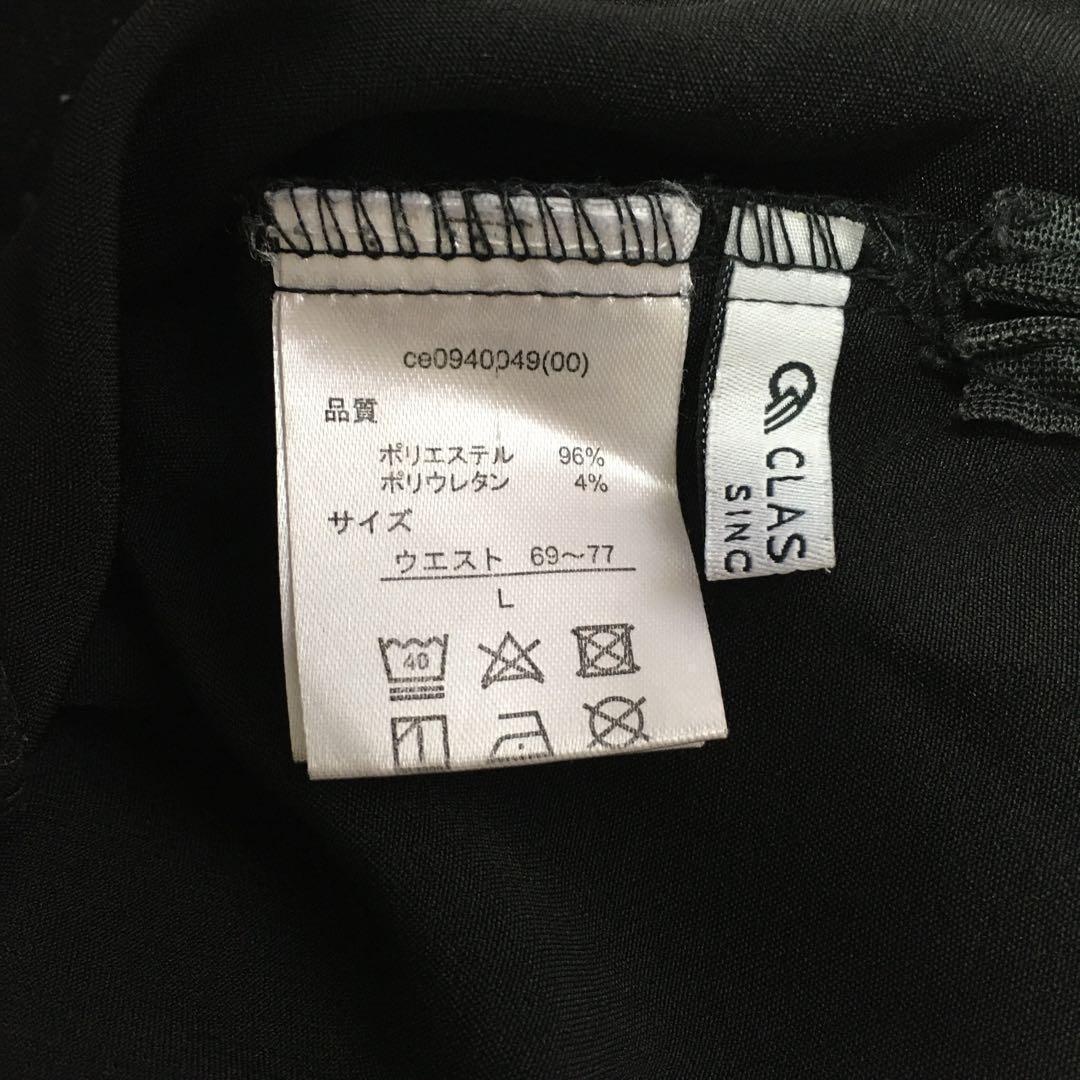 ce0940049(00)
品質
ポリエステル 96%
ポリウレタン 4%
サイズ
ウエスト 69〜77
L
40
CLAS
SINC